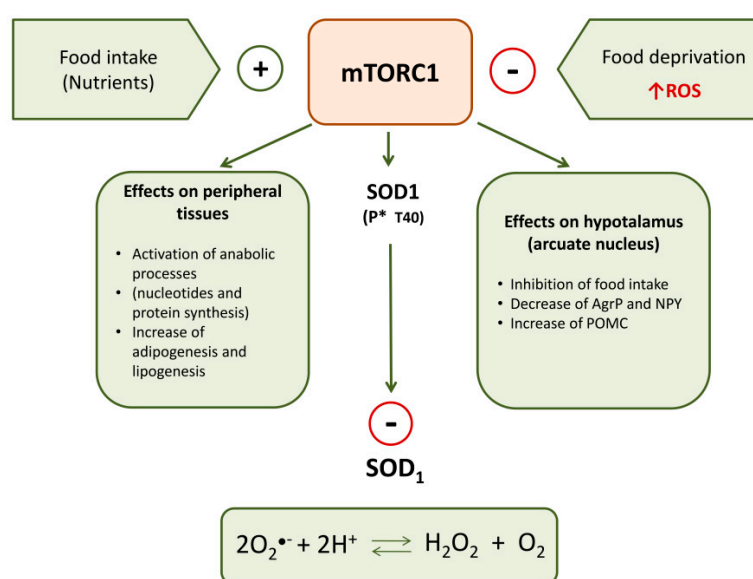 Food intake
(Nutrients)
+
mTORC1
-
Food deprivation
↑ROS
Effects on peripheral
tissues
• Activation of anabolic
processes
• (nucleotides and
protein synthesis)
• Increase of
adipogenesis and
lipogenesis
SOD1
(P* T40)
Effects on hypotalamus
(arcuate nucleus)
• Inhibition of food intake
• Decrease of AgrP and NPY
• Increase of POMC
-
SOD₁
2O₂•⁻ + 2H⁺ ⇌ H₂O₂ + O₂